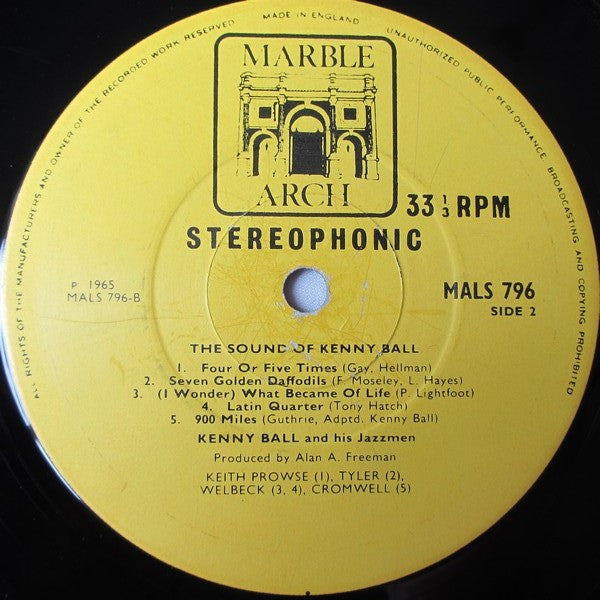 ALL RIGHTS OF THE MANUFACTURERS AND OWNER OF THE RECORDED WORK RESERVED
MADE IN ENGLAND
UNAUTHORIZED PUBLIC PERFORMANCE, BROADCASTING AND COPYING PROHIBITED
MARBLE
ARCH
33 1/3 RPM
STEREOPHONIC
P 1965
MALS 796-B
MALS 796
SIDE 2
THE SOUND OF KENNY BALL
1. Four Or Five Times (Gay, Hellman)
2. Seven Golden Daffodils (F. Moseley, L. Hayes)
3. (I Wonder) What Became Of Life (P. Lightfoot)
4. Latin Quarter (Tony Hatch)
5. 900 Miles (Guthrie, Adptd. Kenny Ball)
KENNY BALL and his Jazzmen
Produced by Alan A. Freeman
KEITH PROWSE (1), TYLER (2),
WELBECK (3, 4), CROMWELL (5)